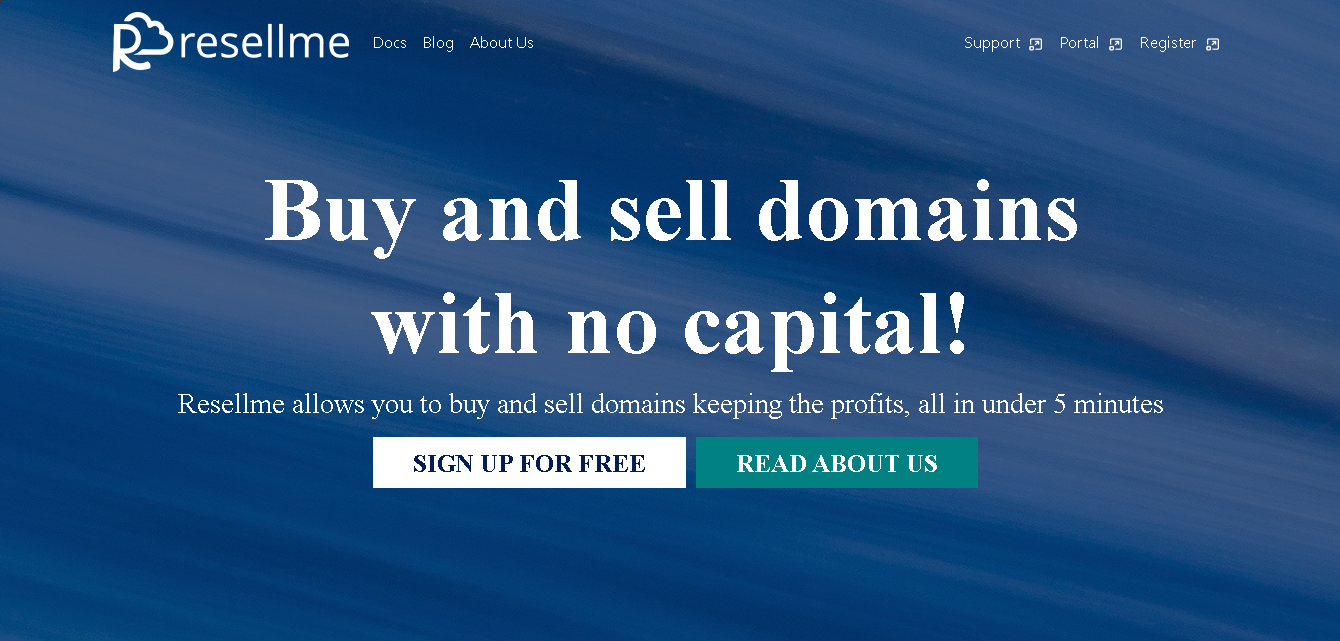 resellme Docs Blog About Us Support Portal Register
Buy and sell domains
with no capital!
Resellme allows you to buy and sell domains keeping the profits, all in under 5 minutes
SIGN UP FOR FREE READ ABOUT US